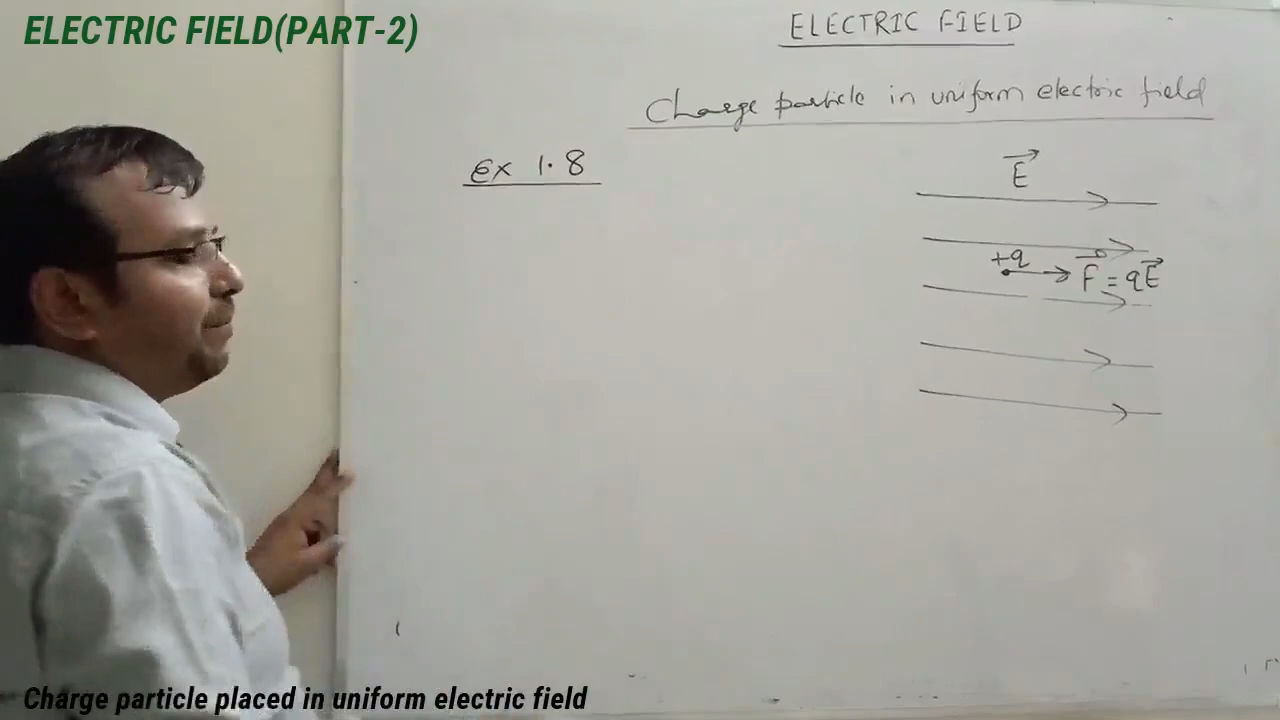 ELECTRIC FIELD(PART-2)
ELECTRIC FIELD
Charge particle in uniform electric field
Ex 1.8
E⃗
+q
F⃗ = qE⃗
Charge particle placed in uniform electric field